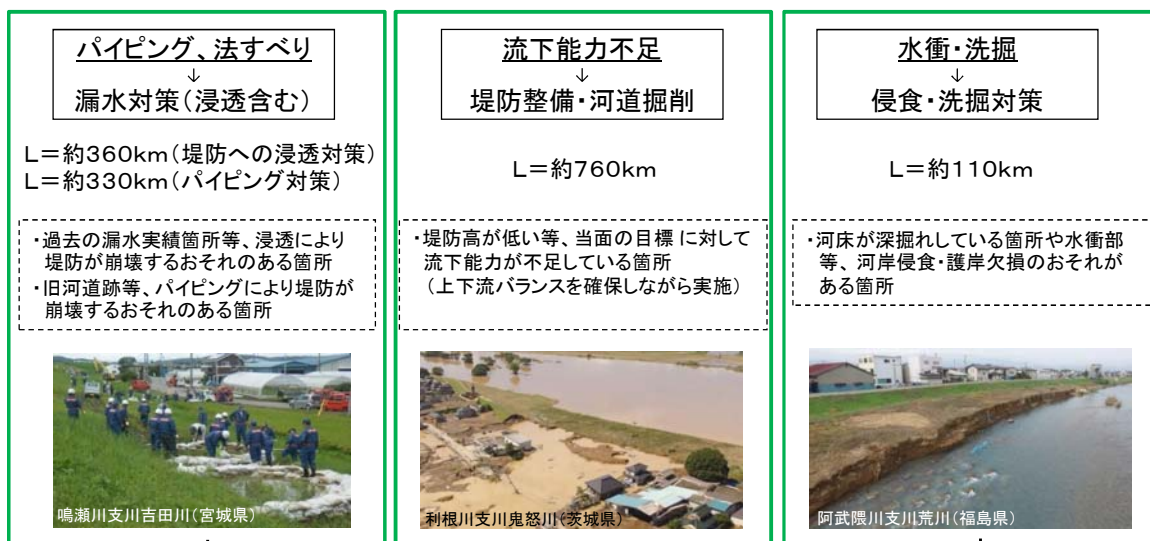 パイピング、法すべり
↓
漏水対策(浸透含む)
L=約360km(堤防への浸透対策)
L=約330km(パイピング対策)
・過去の漏水実績箇所等、浸透により
堤防が崩壊するおそれのある箇所
・旧河道跡等、パイピングにより堤防が
崩壊するおそれのある箇所
鳴瀬川支川吉田川(宮城県)
流下能力不足
↓
堤防整備・河道掘削
L=約760km
・堤防高が低い等、当面の目標 に対して
流下能力が不足している箇所
(上下流バランスを確保しながら実施)
利根川支川鬼怒川(茨城県)
水衝・洗掘
↓
侵食・洗掘対策
L=約110km
・河床が深掘れしている箇所や水衝部
等、河岸侵食・護岸欠損のおそれが
ある箇所
阿武隈川支川荒川(福島県)